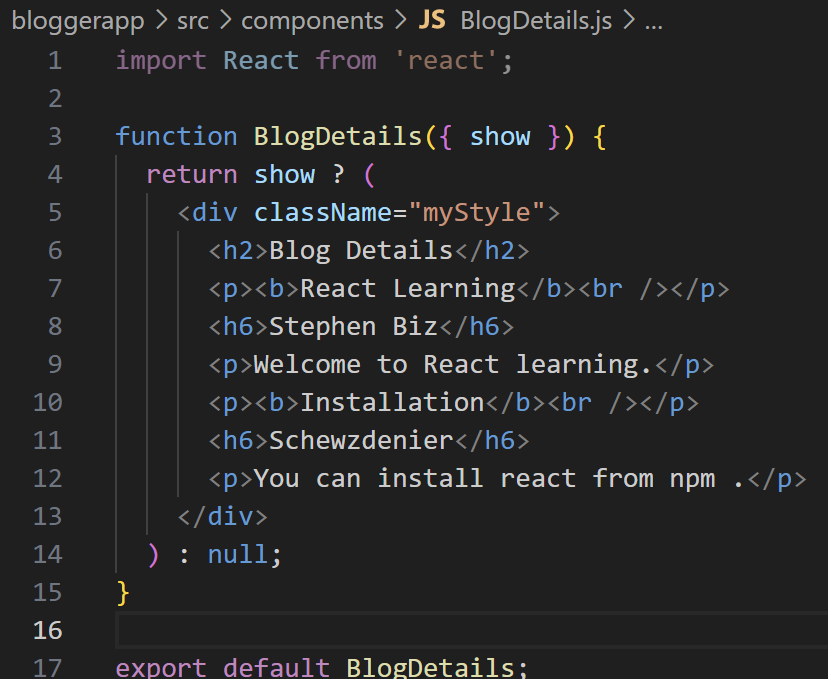 bloggerapp > src > components > JS BlogDetails.js > ...
1 import React from 'react';
2
3 function BlogDetails({ show }) {
4   return show ? (
5     <div className="myStyle">
6       <h2>Blog Details</h2>
7       <p><b>React Learning</b><br /></p>
8       <h6>Stephen Biz</h6>
9       <p>Welcome to React learning.</p>
10       <p><b>Installation</b><br /></p>
11       <h6>Schewzdenier</h6>
12       <p>You can install react from npm .</p>
13     </div>
14   ) : null;
15 }
16
17 export default BlogDetails;